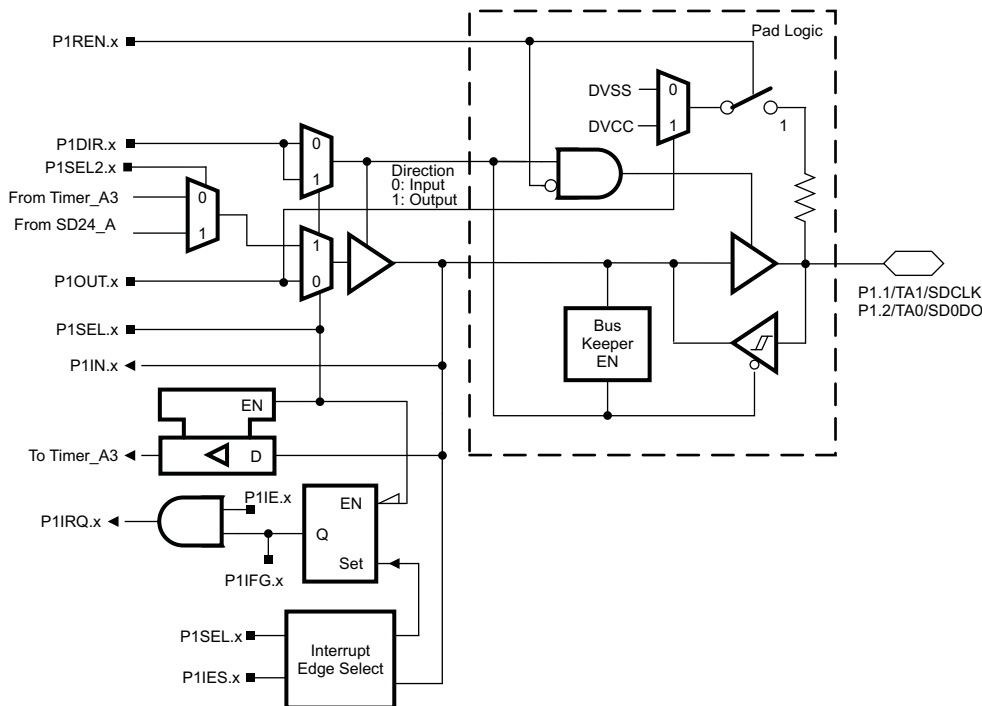 Pad Logic
P1REN.x
DVSS
0
DVCC
1
1
P1DIR.x
0
1
P1SEL2.x
Direction
0: Input
1: Output
From Timer_A3
0
From SD24_A
1
1
0
P1OUT.x
P1.1/TA1/SDCLK
P1.2/TA0/SD0DO
P1SEL.x
Bus
Keeper
EN
P1IN.x
EN
To Timer_A3
D
P1IE.x
EN
P1IRQ.x
Q
Set
P1IFG.x
P1SEL.x
Interrupt
Edge Select
P1IES.x